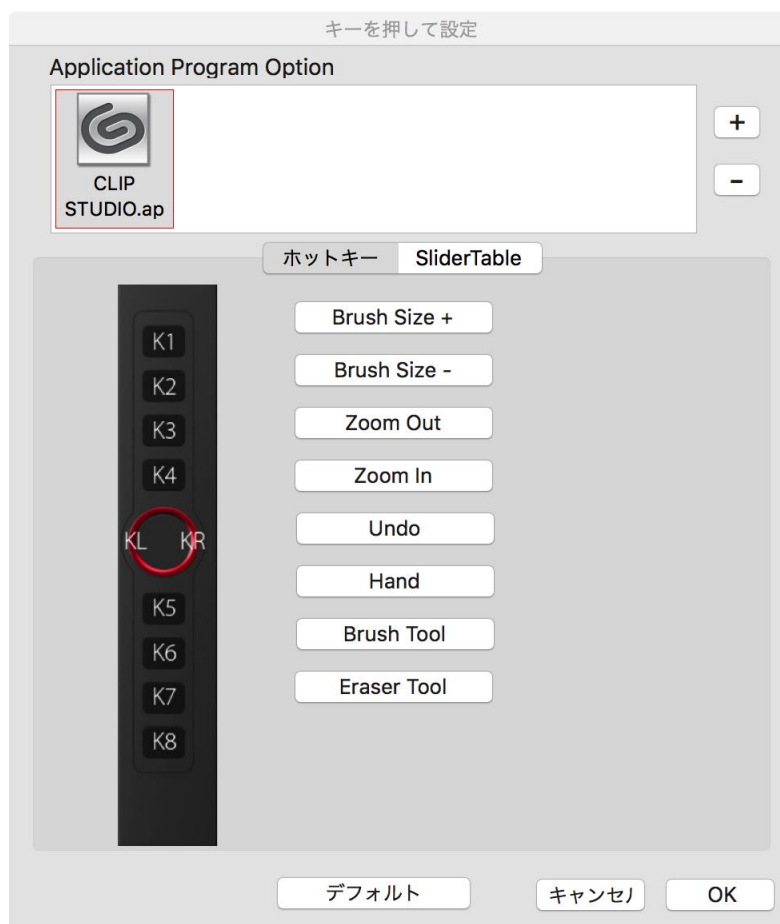 キーを押して設定
Application Program Option
CLIP
STUDIO.ap
+
-
ホットキー
SliderTable
K1
K2
K3
K4
KL
KR
K5
K6
K7
K8
Brush Size +
Brush Size -
Zoom Out
Zoom In
Undo
Hand
Brush Tool
Eraser Tool
デフォルト
キャンセル
OK